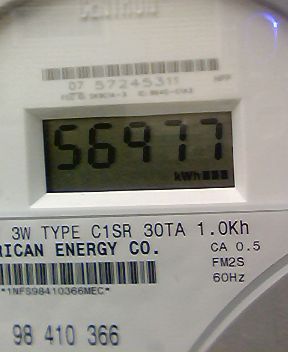 07 57245311
56977
kWh
3W TYPE C1SR 30TA 1.0Kh
RICAN ENERGY CO.
CA 0.5
FM2S
60Hz
*1NFS98410366MEC*
98 410 366